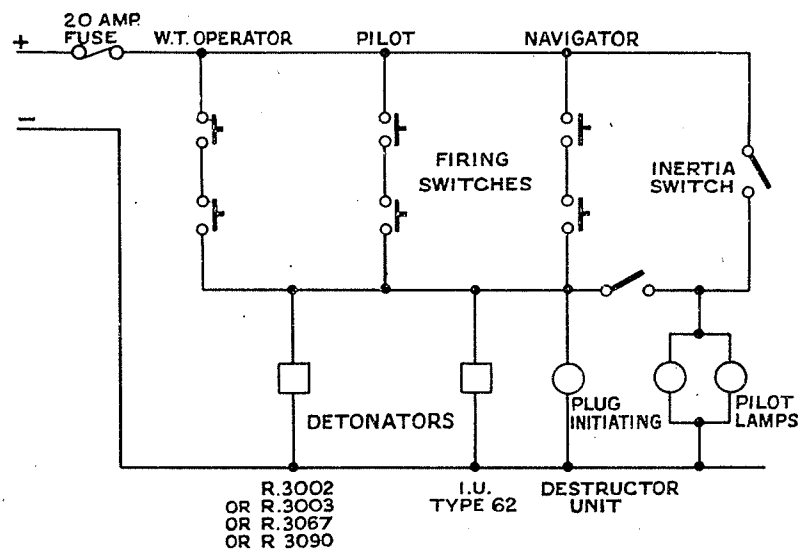 20 AMP.
FUSE
+
W.T. OPERATOR
PILOT
NAVIGATOR
−
FIRING
SWITCHES
INERTIA
SWITCH
DETONATORS
PLUG
INITIATING
PILOT
LAMPS
R.3002
OR R.3003
OR R.3067
OR R 3090
I.U.
TYPE 62
DESTRUCTOR
UNIT